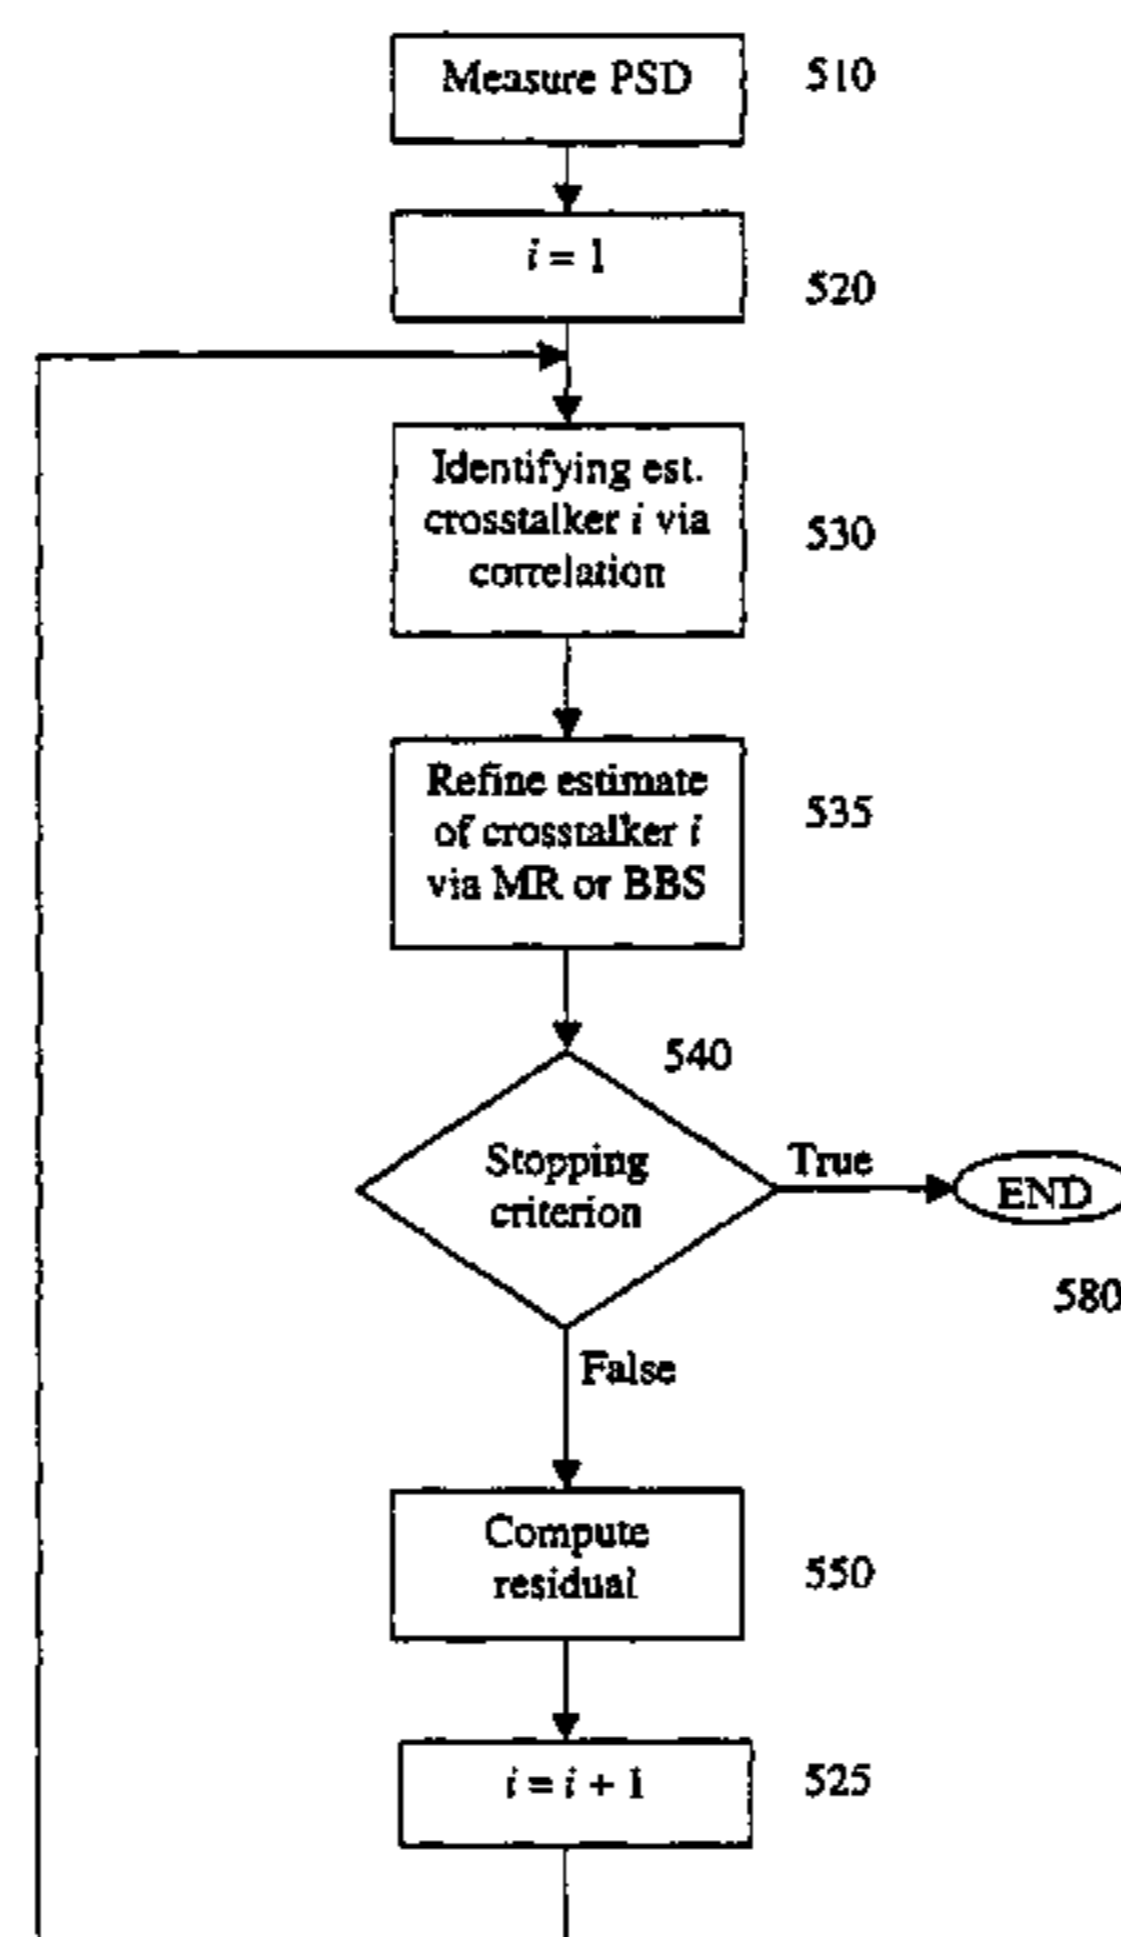 Measure PSD
510
i = 1
520
Identifying est.
crosstalker i via
correlation
530
Refine estimate
of crosstalker i
via MR or BBS
535
540
Stopping
criterion
True
END
580
False
Compute
residual
550
i = i + 1
525